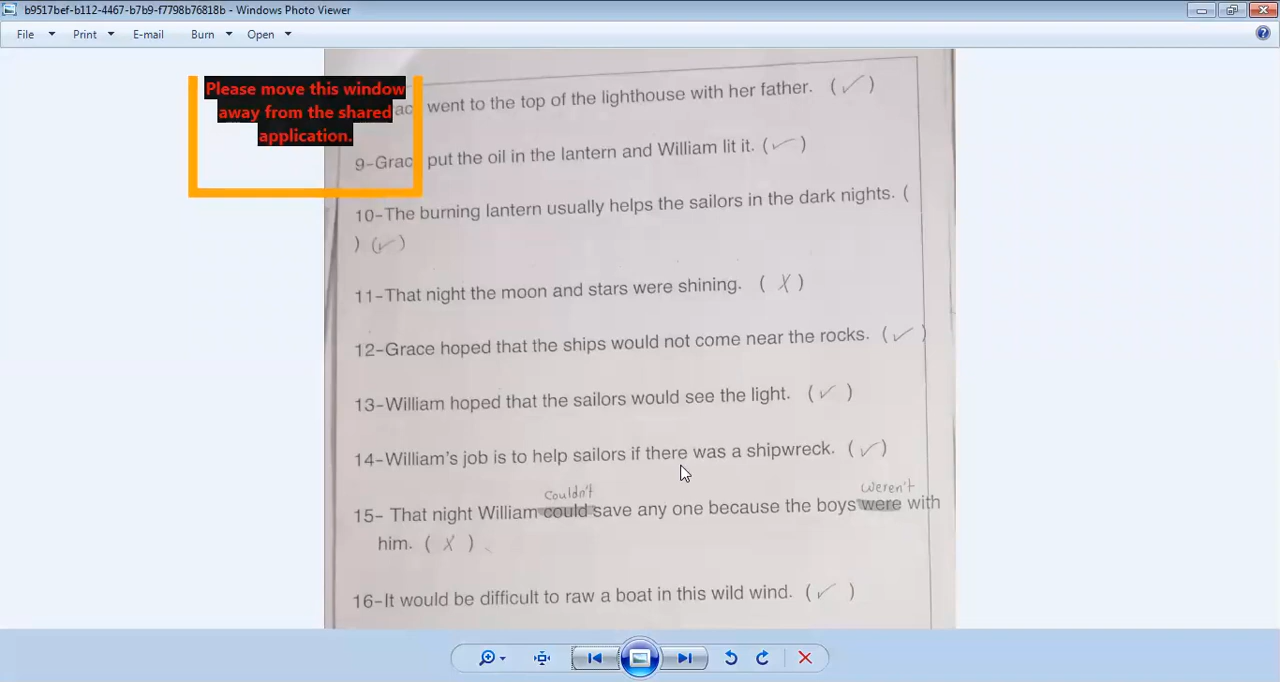 b9517bef-b112-4467-b7b9-f7798b76818b - Windows Photo Viewer
File Print E-mail Burn Open
Please move this window
away from the shared
application.
went to the top of the lighthouse with her father. ( ✓ )
9-Grac put the oil in the lantern and William lit it. ( ✓ )
10-The burning lantern usually helps the sailors in the dark nights. (
) ( ✓ )
11-That night the moon and stars were shining. ( X )
12-Grace hoped that the ships would not come near the rocks. ( ✓ )
13-William hoped that the sailors would see the light. ( ✓ )
14-William's job is to help sailors if there was a shipwreck. ( ✓ )
Couldn't weren't
15- That night William could save any one because the boys were with
him. ( X )
16-It would be difficult to raw a boat in this wild wind. ( ✓ )